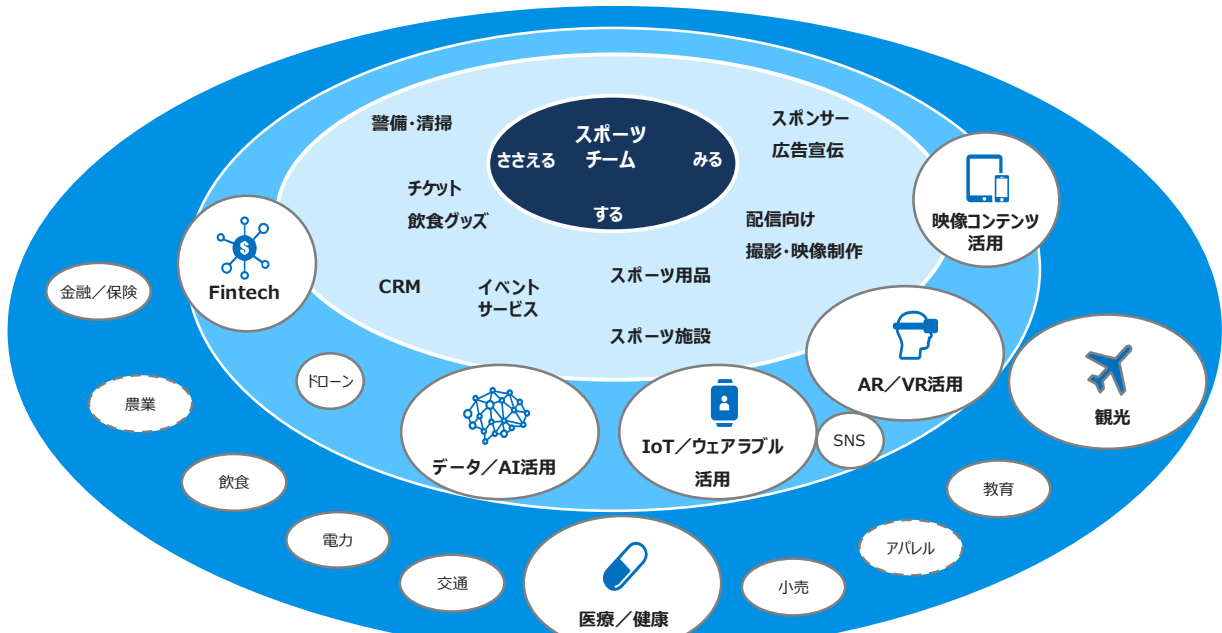 スポーツ
チーム
ささえる
みる
する
警備・清掃
スポンサー
広告宣伝
チケット
飲食グッズ
配信向け
撮影・映像制作
CRM
イベント
サービス
スポーツ用品
スポーツ施設
映像コンテンツ
活用
Fintech
AR／VR活用
ドローン
データ／AI活用
IoT／ウェアラブル
活用
SNS
金融／保険
観光
農業
飲食
教育
電力
アパレル
交通
小売
医療／健康